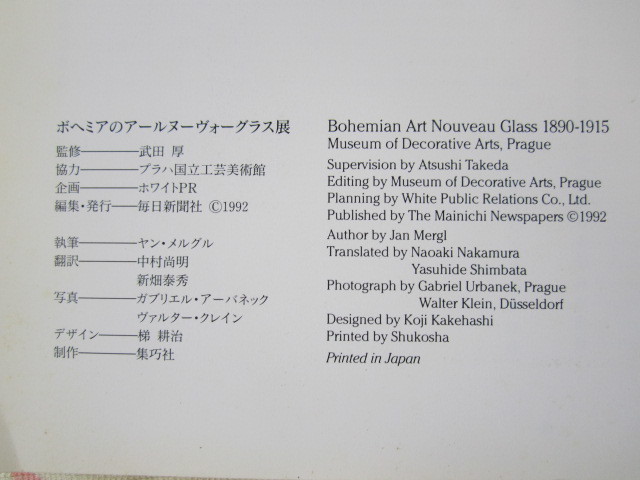 ボヘミアのアールヌーヴォーグラス展
監修────武田 厚
協力────プラハ国立工芸美術館
企画────ホワイトPR
編集・発行──毎日新聞社 Ⓒ1992
執筆────ヤン・メルグル
翻訳────中村尚明
新畑泰秀
写真────ガブリエル・アーバネック
ヴァルター・クレイン
デザイン───梯 耕治
制作────集巧社
Bohemian Art Nouveau Glass 1890-1915
Museum of Decorative Arts, Prague
Supervision by Atsushi Takeda
Editing by Museum of Decorative Arts, Prague
Planning by White Public Relations Co., Ltd.
Published by The Mainichi Newspapers ©1992
Author by Jan Mergl
Translated by Naoaki Nakamura
Yasuhide Shimbata
Photograph by Gabriel Urbanek, Prague
Walter Klein, Düsseldorf
Designed by Koji Kakehashi
Printed by Shukosha
Printed in Japan